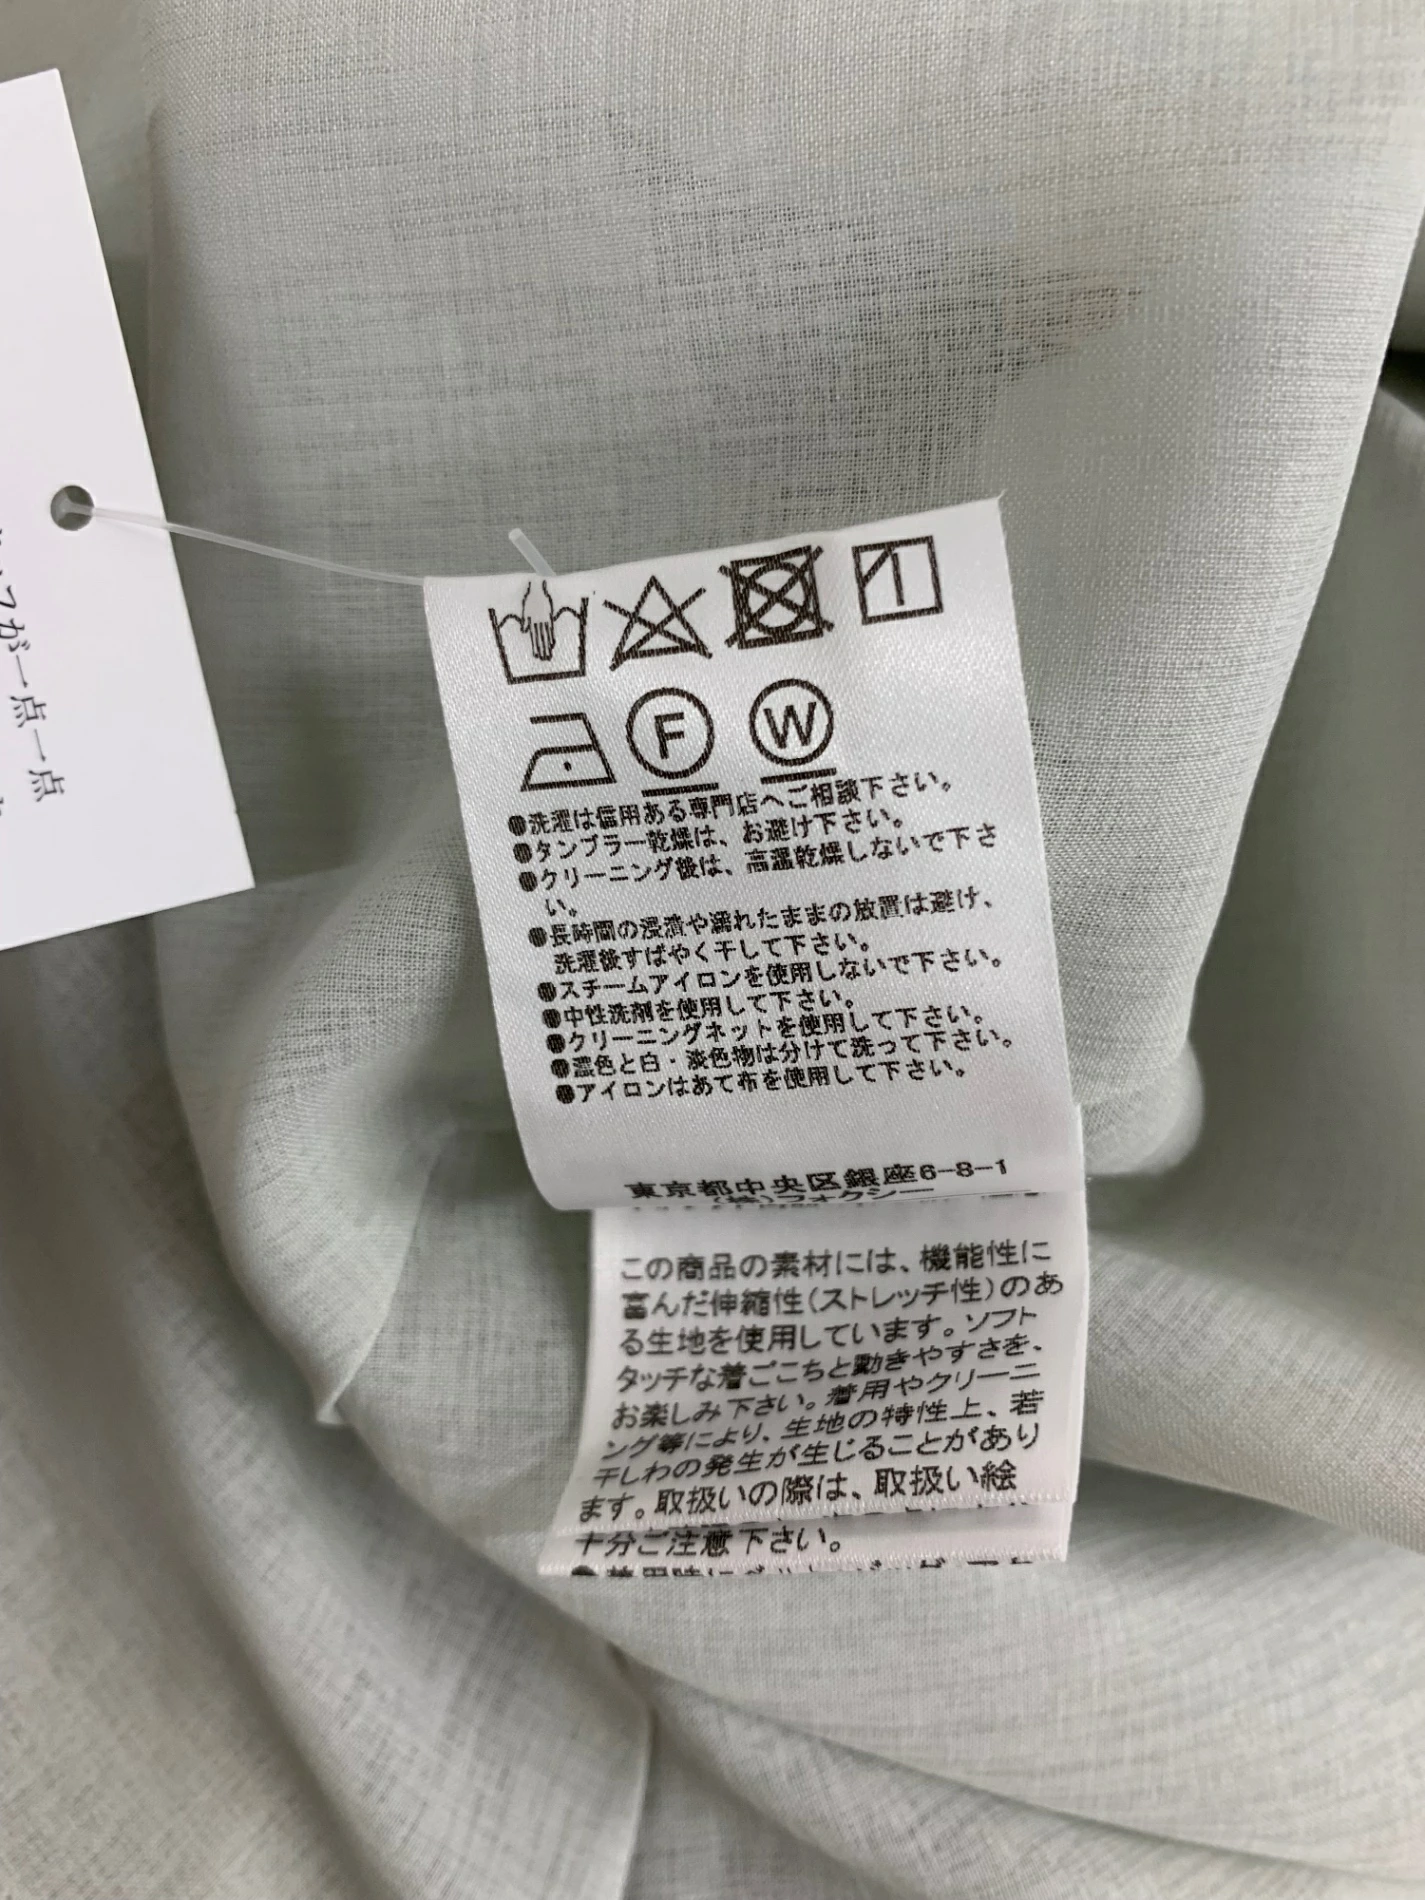 F W
●洗濯は信用ある専門店へご相談下さい。
●タンブラー乾燥は、お避け下さい。
●クリーニング後は、高温乾燥しないで下さ
い。
●長時間の浸漬や濡れたままの放置は避け、
洗濯後すばやく干して下さい。
●スチームアイロンを使用しないで下さい。
●中性洗剤を使用して下さい。
●クリーニングネットを使用して下さい。
●濃色と白・淡色物は分けて洗って下さい。
●アイロンはあて布を使用して下さい。
東京都中央区銀座6-8-1
(株)フォクシー
この商品の素材には、機能性に
富んだ伸縮性(ストレッチ性)のあ
る生地を使用しています。ソフト
タッチな着ごこちと動きやすさを、
お楽しみ下さい。着用やクリーニ
ング等により、生地の特性上、若
干しわの発生が生じることがあり
ます。取扱いの際は、取扱い絵
十分ご注意下さい。
が一点一点